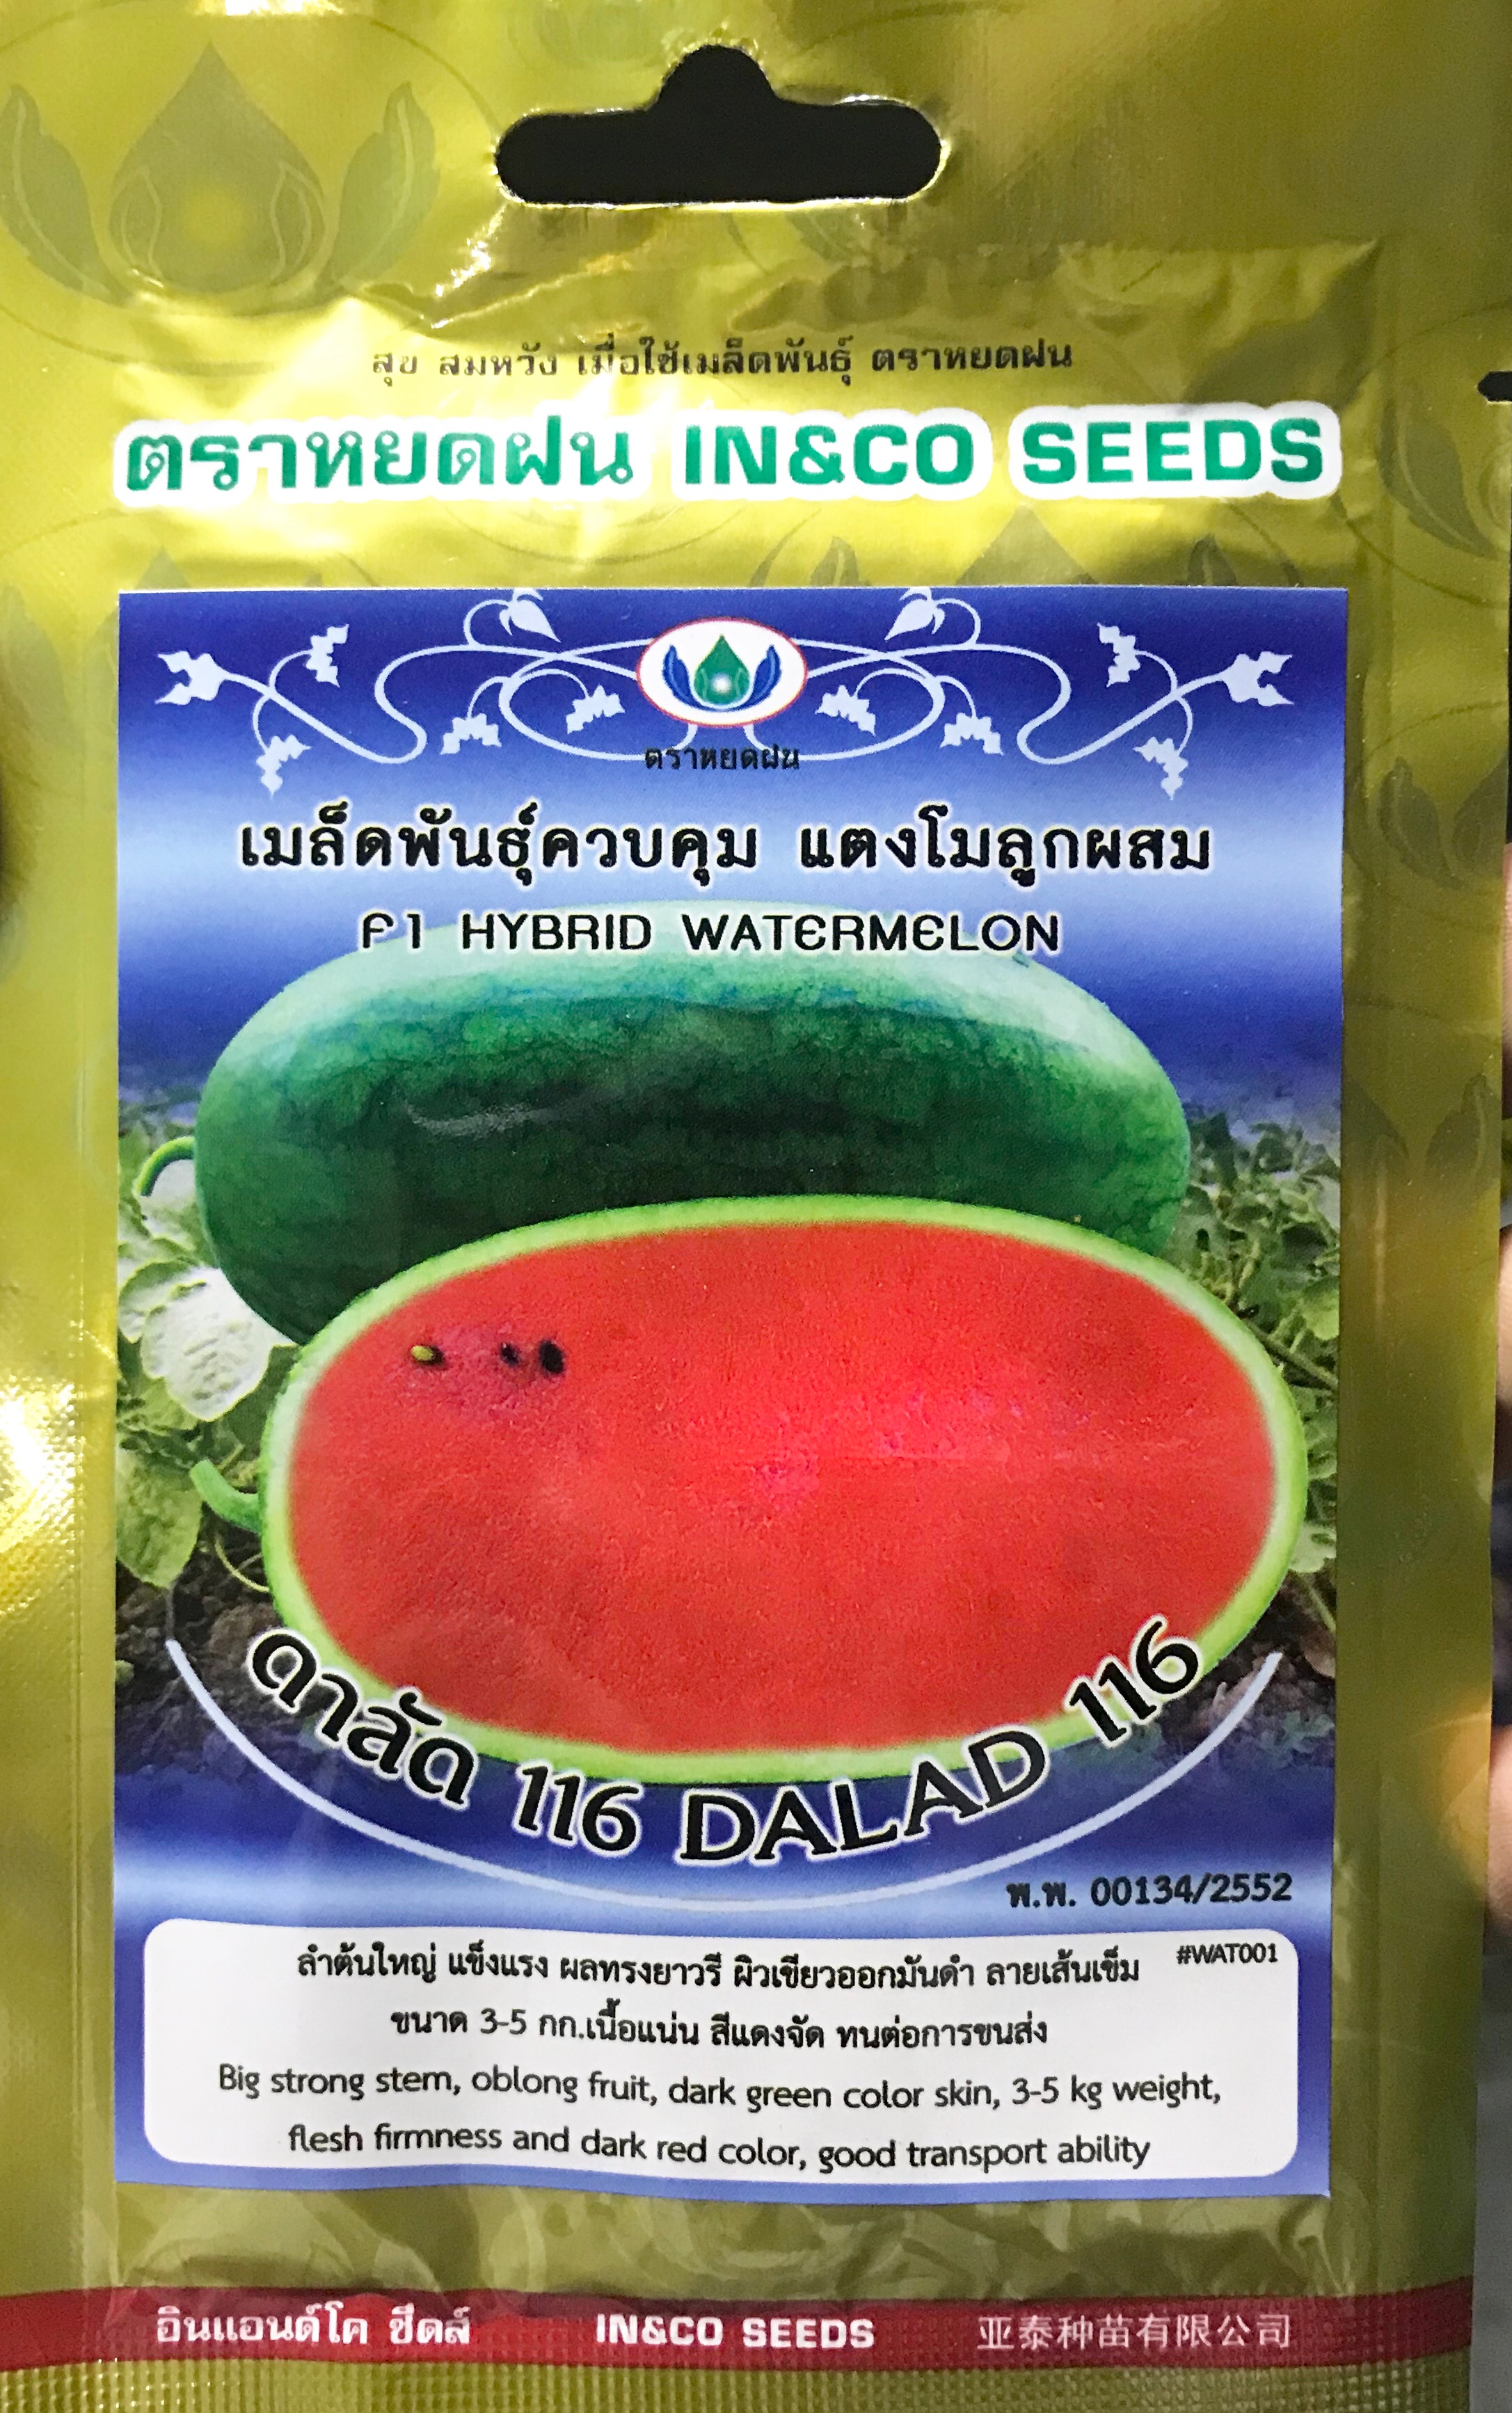 สุข สมหวัง เมื่อใช้เมล็ดพันธุ์ ตราหยดฝน
ตราหยดฝน IN&CO SEEDS
ตราหยดฝน
เมล็ดพันธุ์ควบคุม แตงโมลูกผสม
F1 HYBRID WATERMELON
ดาลัด 116 DALAD 116
พ.พ. 00134/2552
ลำต้นใหญ่ แข็งแรง ผลทรงยาวรี ผิวเขียวออกมันดำ ลายเส้นเข็ม #WAT001
ขนาด 3-5 กก.เนื้อแน่น สีแดงจัด ทนต่อการขนส่ง
Big strong stem, oblong fruit, dark green color skin, 3-5 kg weight,
flesh firmness and dark red color, good transport ability
อินแอนด์โค ซีดส์ IN&CO SEEDS 亚泰种苗有限公司